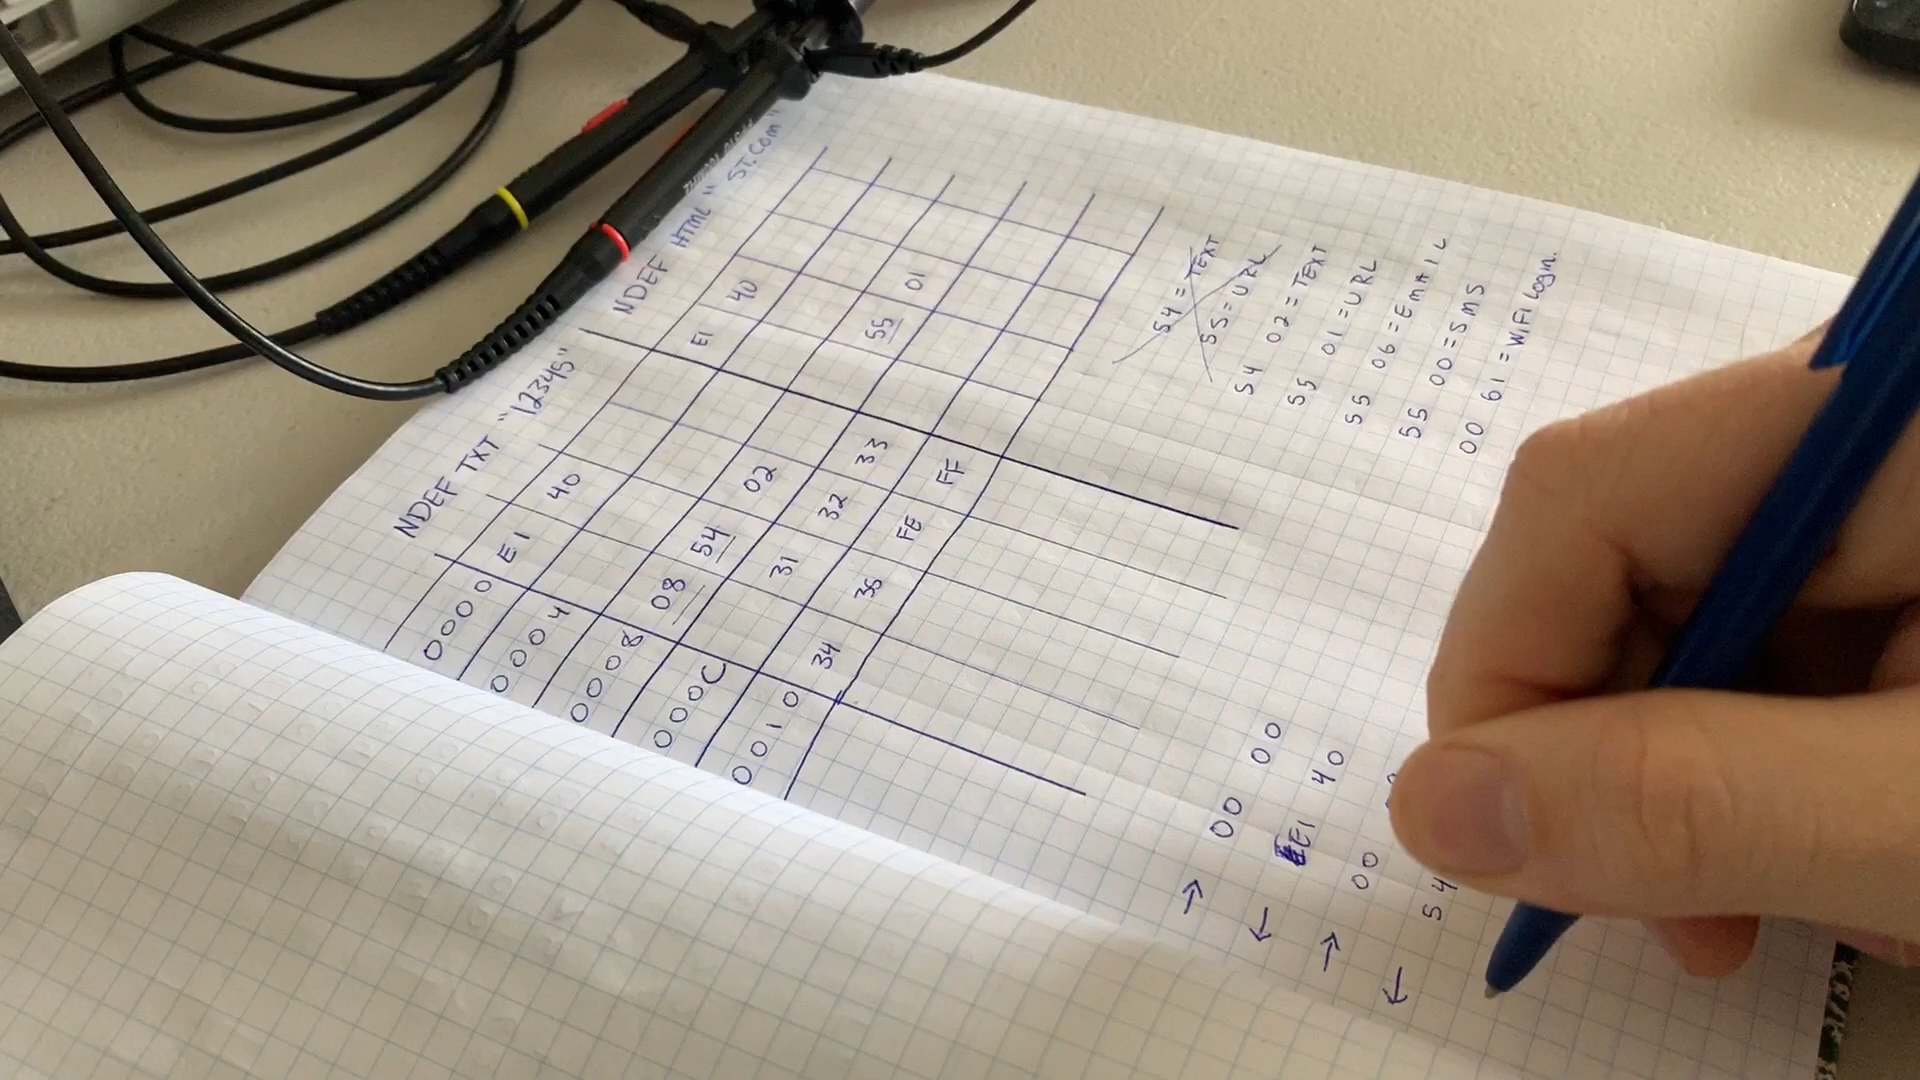 NDEF TXT "12345"
NDEF HTML "ST.COM"
0000 E1 40 E1 40
0004
0008 08 54 02 55 01
000C 31 32 33
0010 34 35 FE FF
54 = TEXT
55 = URL
54 02 = TEXT
55 01 = URL
55 06 = EMAIL
55 00 = SMS
00 61 = WiFi Login.
→ 00 00
← E1 40
→ 00
← 54